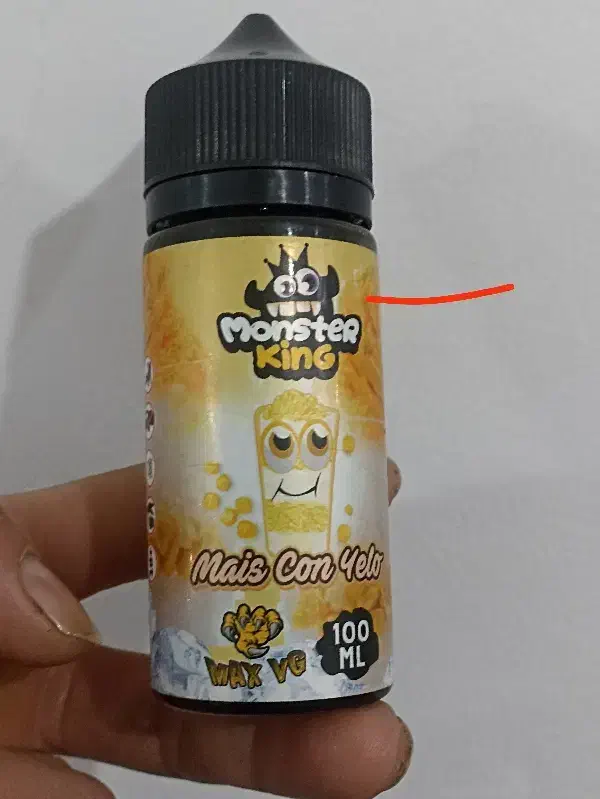 Monster
King
Mais Con Yelo
MAX VG
100
ML